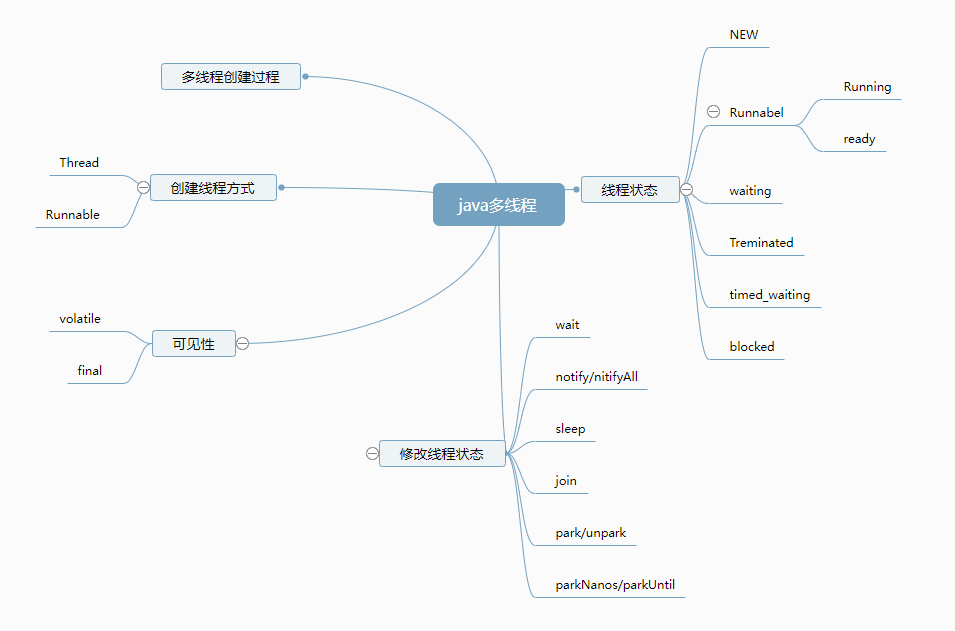 java多线程
多线程创建过程
创建线程方式
Thread
Runnable
可见性
volatile
final
线程状态
NEW
Runnabel
Running
ready
waiting
Treminated
timed_waiting
blocked
修改线程状态
wait
notify/nitifyAll
sleep
join
park/unpark
parkNanos/parkUntil